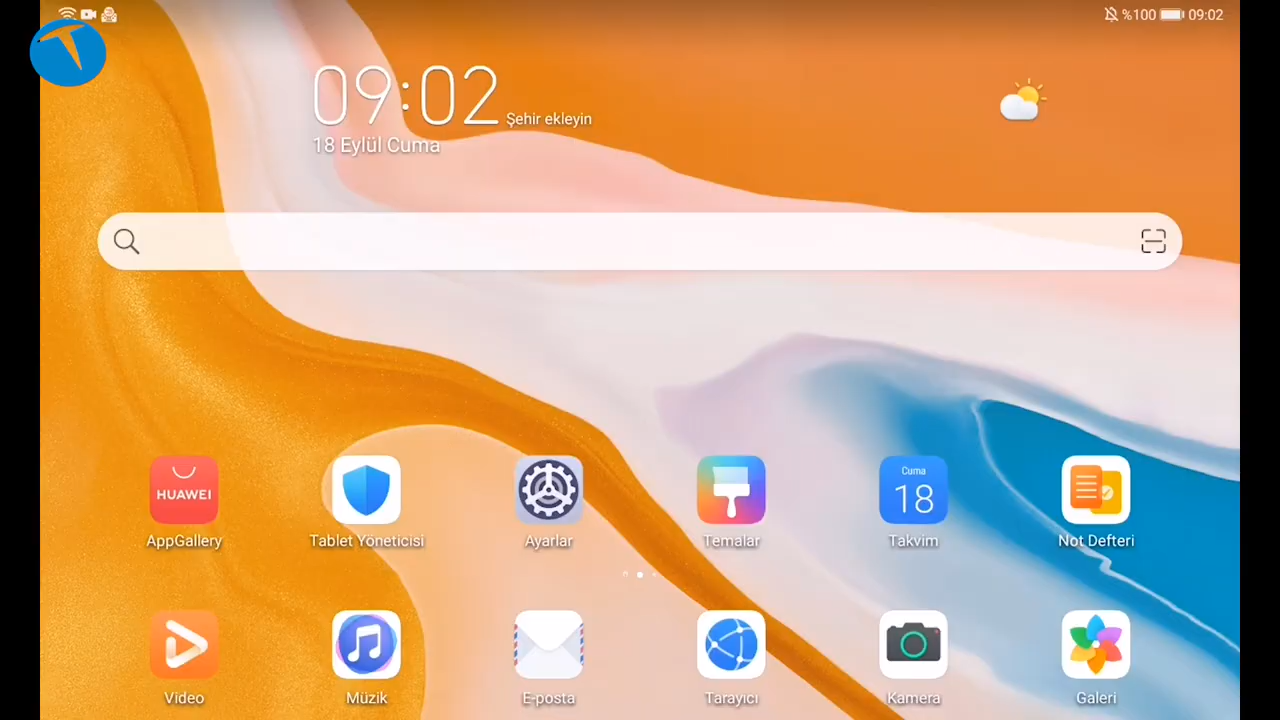 %100 09:02
09:02 Şehir ekleyin
18 Eylül Cuma
HUAWEI
Cuma
18
AppGallery Tablet Yöneticisi Ayarlar Temalar Takvim Not Defteri
Video Müzik E-posta Tarayıcı Kamera Galeri